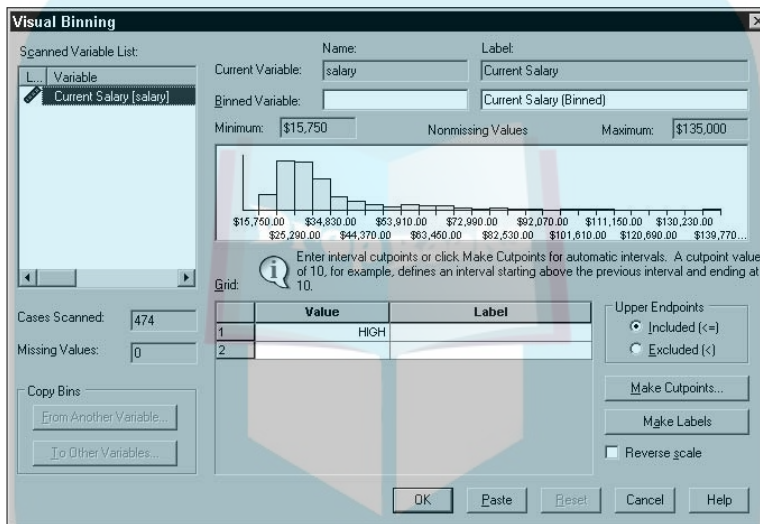 Visual Binning
Scanned Variable List:
L... Variable
Current Salary [salary]
Name: Label:
Current Variable: salary Current Salary
Binned Variable: Current Salary (Binned)
Minimum: $15,750 Nonmissing Values Maximum: $135,000
$15,750.00 $34,830.00 $53,910.00 $72,990.00 $92,070.00 $111,150.00 $130,230.00
$25,290.00 $44,370.00 $63,450.00 $82,530.00 $101,610.00 $120,690.00 $139,770...
Enter interval cutpoints or click Make Cutpoints for automatic intervals. A cutpoint value
of 10, for example, defines an interval starting above the previous interval and ending at
10.
Grid:
Value Label
1 HIGH
2
Cases Scanned: 474
Missing Values: 0
Copy Bins
From Another Variable...
To Other Variables...
Upper Endpoints
Included (<=)
Excluded (<)
Make Cutpoints...
Make Labels
Reverse scale
OK Paste Reset Cancel Help